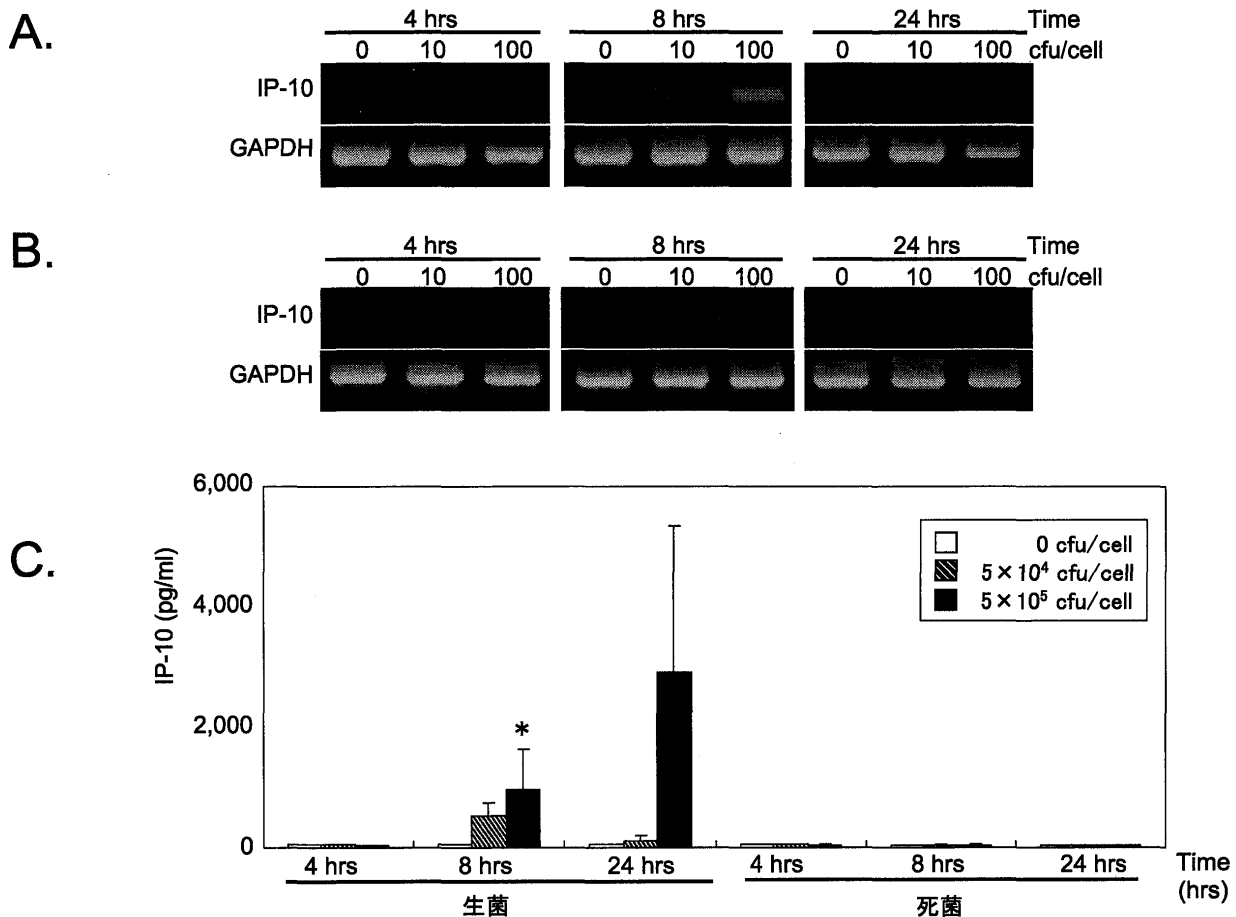 A.
4 hrs 8 hrs 24 hrs Time
0 10 100 0 10 100 0 10 100 cfu/cell
IP-10
GAPDH
B.
4 hrs 8 hrs 24 hrs Time
0 10 100 0 10 100 0 10 100 cfu/cell
IP-10
GAPDH
C.
IP-10 (pg/ml)
6,000
4,000
2,000
0
0 cfu/cell
5×10⁴ cfu/cell
5×10⁵ cfu/cell
*
4 hrs 8 hrs 24 hrs 4 hrs 8 hrs 24 hrs Time
(hrs)
生菌 死菌